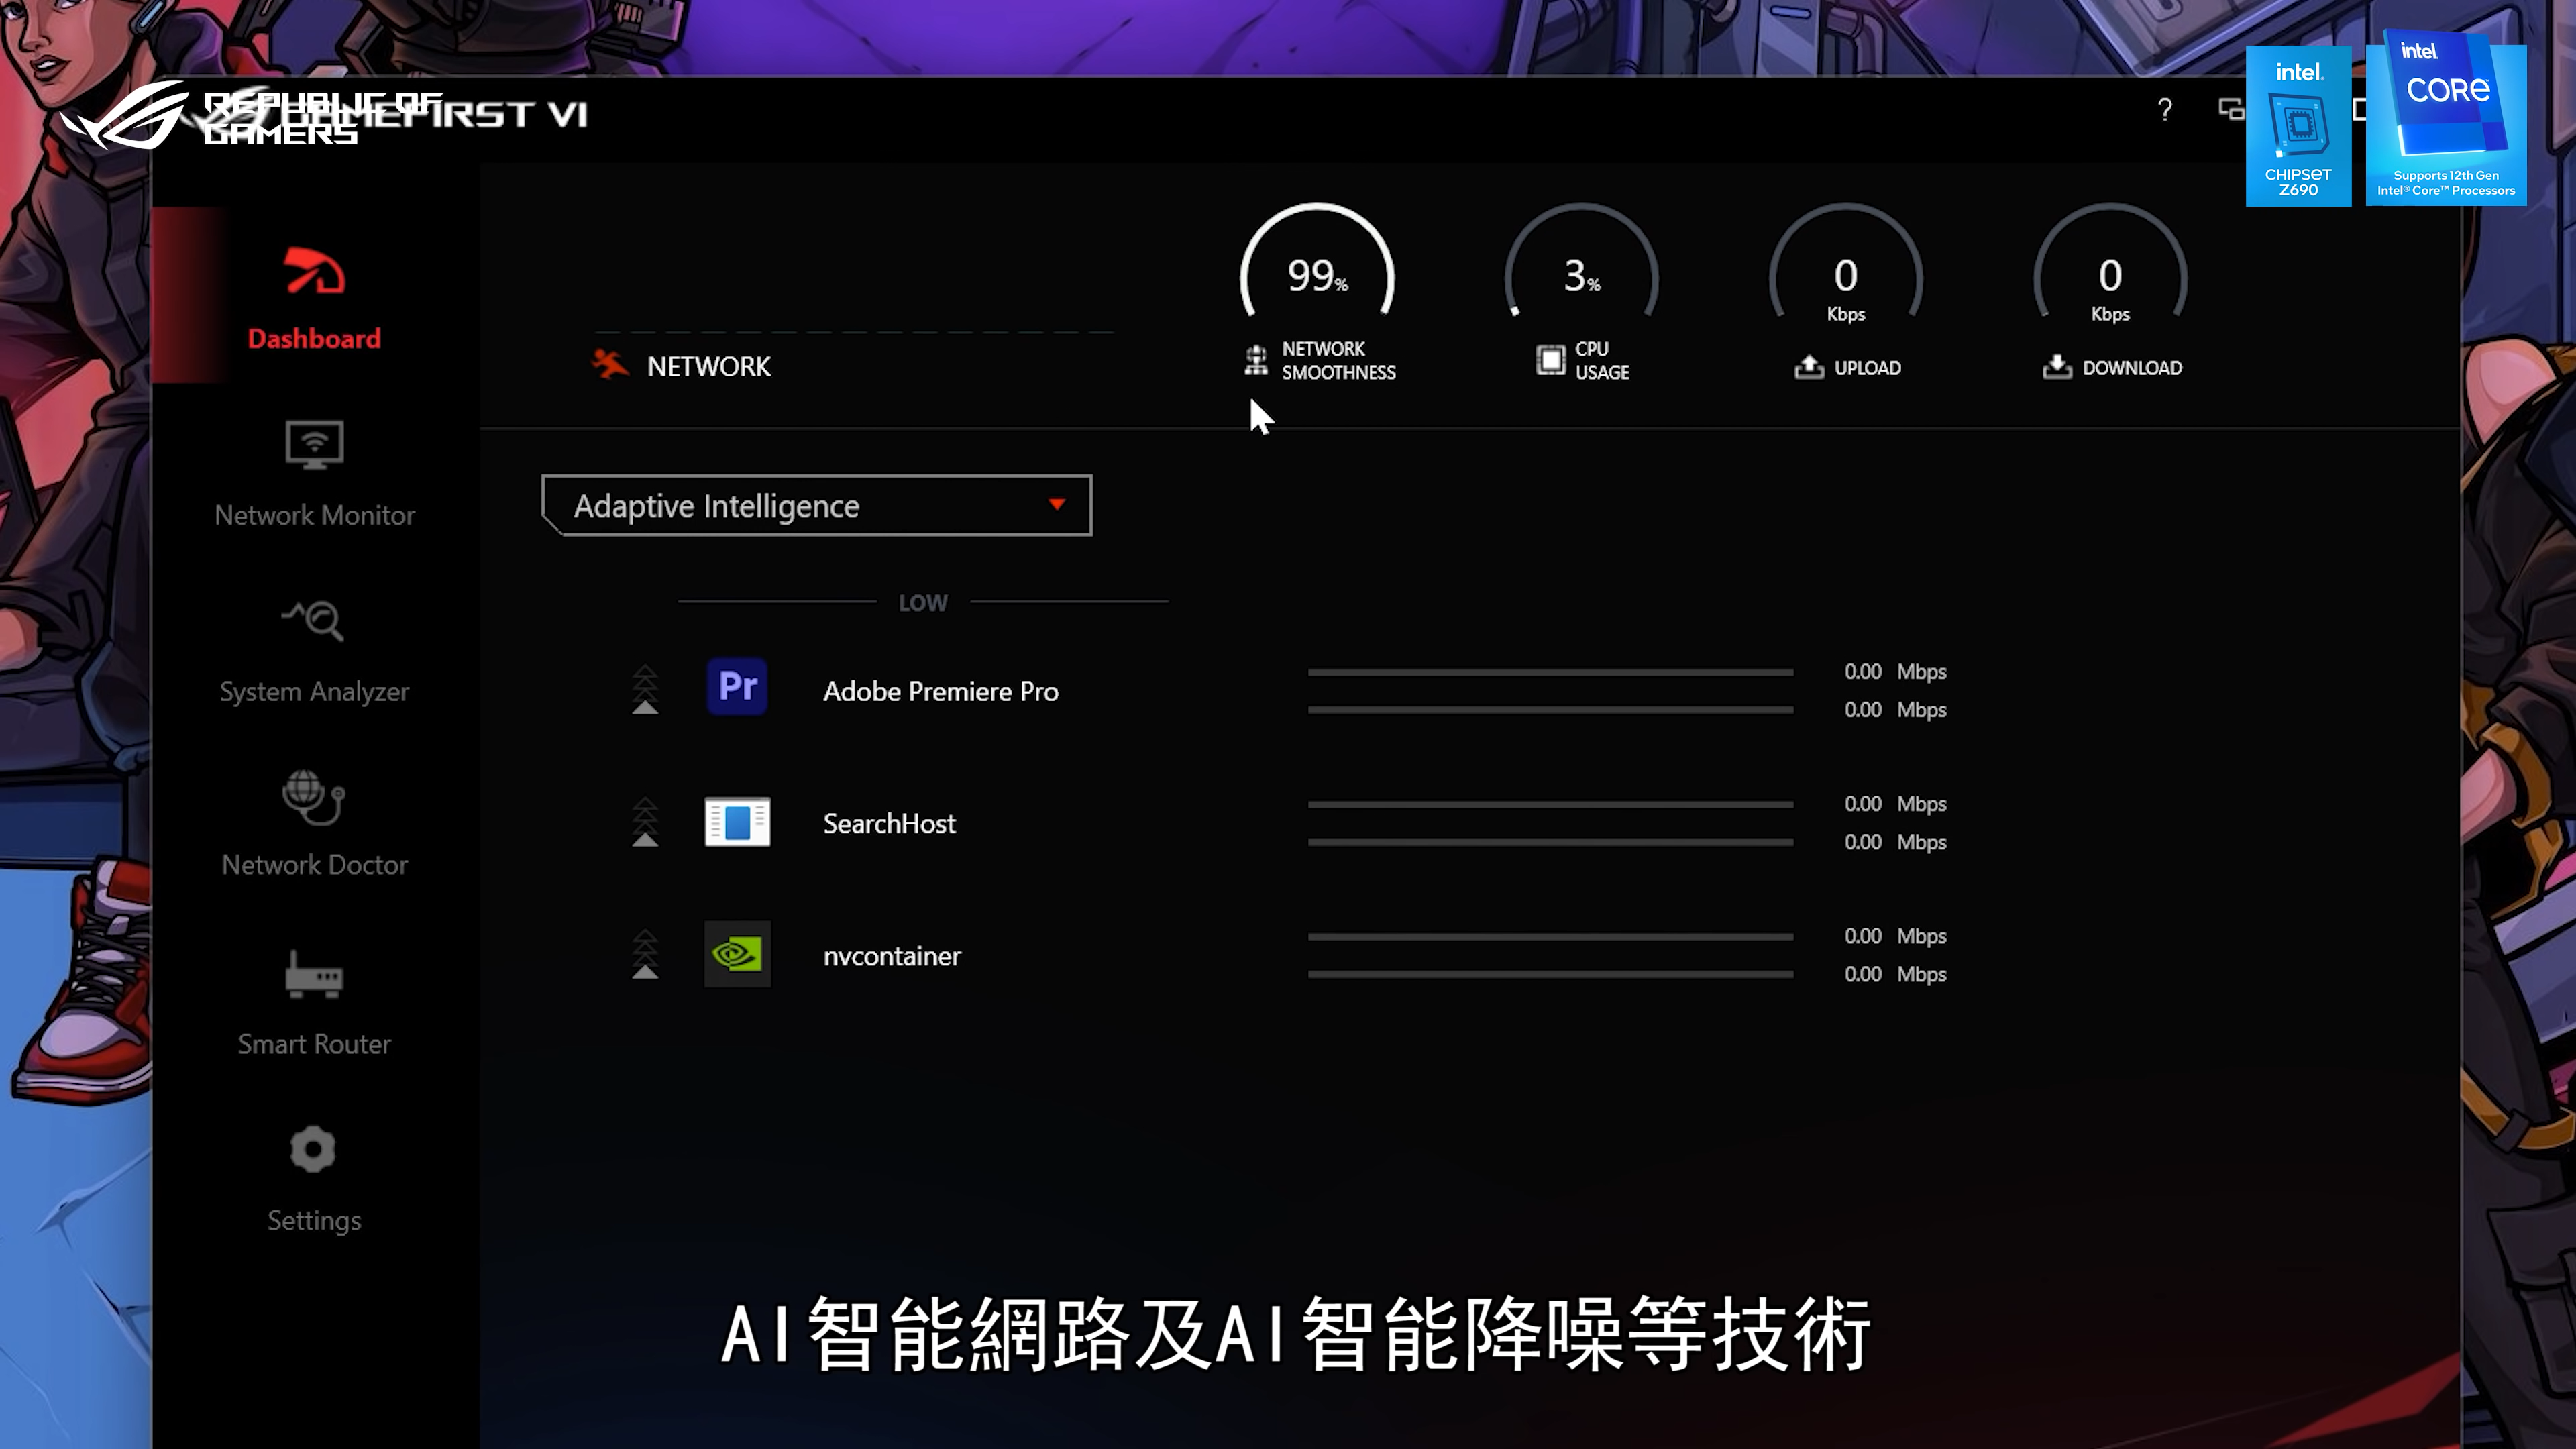 REPUBLIC OF
GAMERS
GAMEFIRST VI
?
intel.
CHIPSET
Z690
intel.
CORE
Supports 12th Gen
Intel® Core™ Processors
99%
NETWORK
SMOOTHNESS
3%
CPU
USAGE
0
Kbps
UPLOAD
0
Kbps
DOWNLOAD
NETWORK
Dashboard
Network Monitor
System Analyzer
Network Doctor
Smart Router
Settings
Adaptive Intelligence
LOW
Pr
Adobe Premiere Pro
0.00 Mbps
0.00 Mbps
SearchHost
0.00 Mbps
0.00 Mbps
nvcontainer
0.00 Mbps
0.00 Mbps
AI智能網路及AI智能降噪等技術